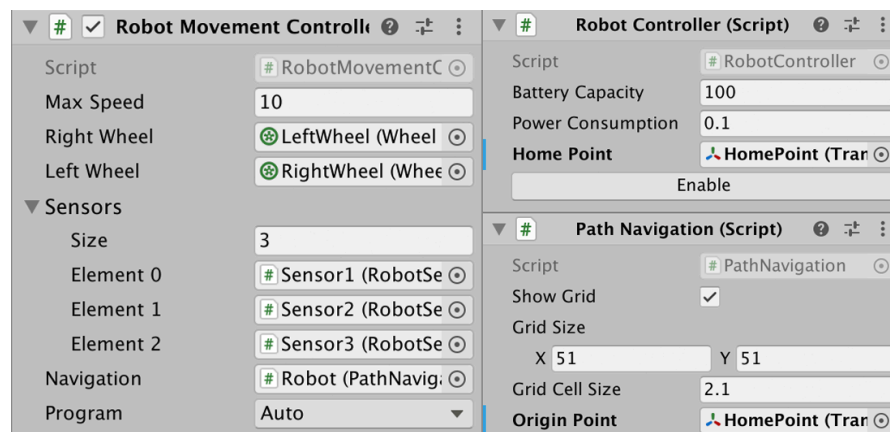 Robot Movement Controlle
Script # RobotMovementC
Max Speed 10
Right Wheel LeftWheel (Wheel
Left Wheel RightWheel (Whee
Sensors
Size 3
Element 0 # Sensor1 (RobotSe
Element 1 # Sensor2 (RobotSe
Element 2 # Sensor3 (RobotSe
Navigation # Robot (PathNaviga
Program Auto
# Robot Controller (Script)
Script # RobotController
Battery Capacity 100
Power Consumption 0.1
Home Point HomePoint (Tran
Enable
# Path Navigation (Script)
Script # PathNavigation
Show Grid
Grid Size
X 51 Y 51
Grid Cell Size 2.1
Origin Point HomePoint (Tran